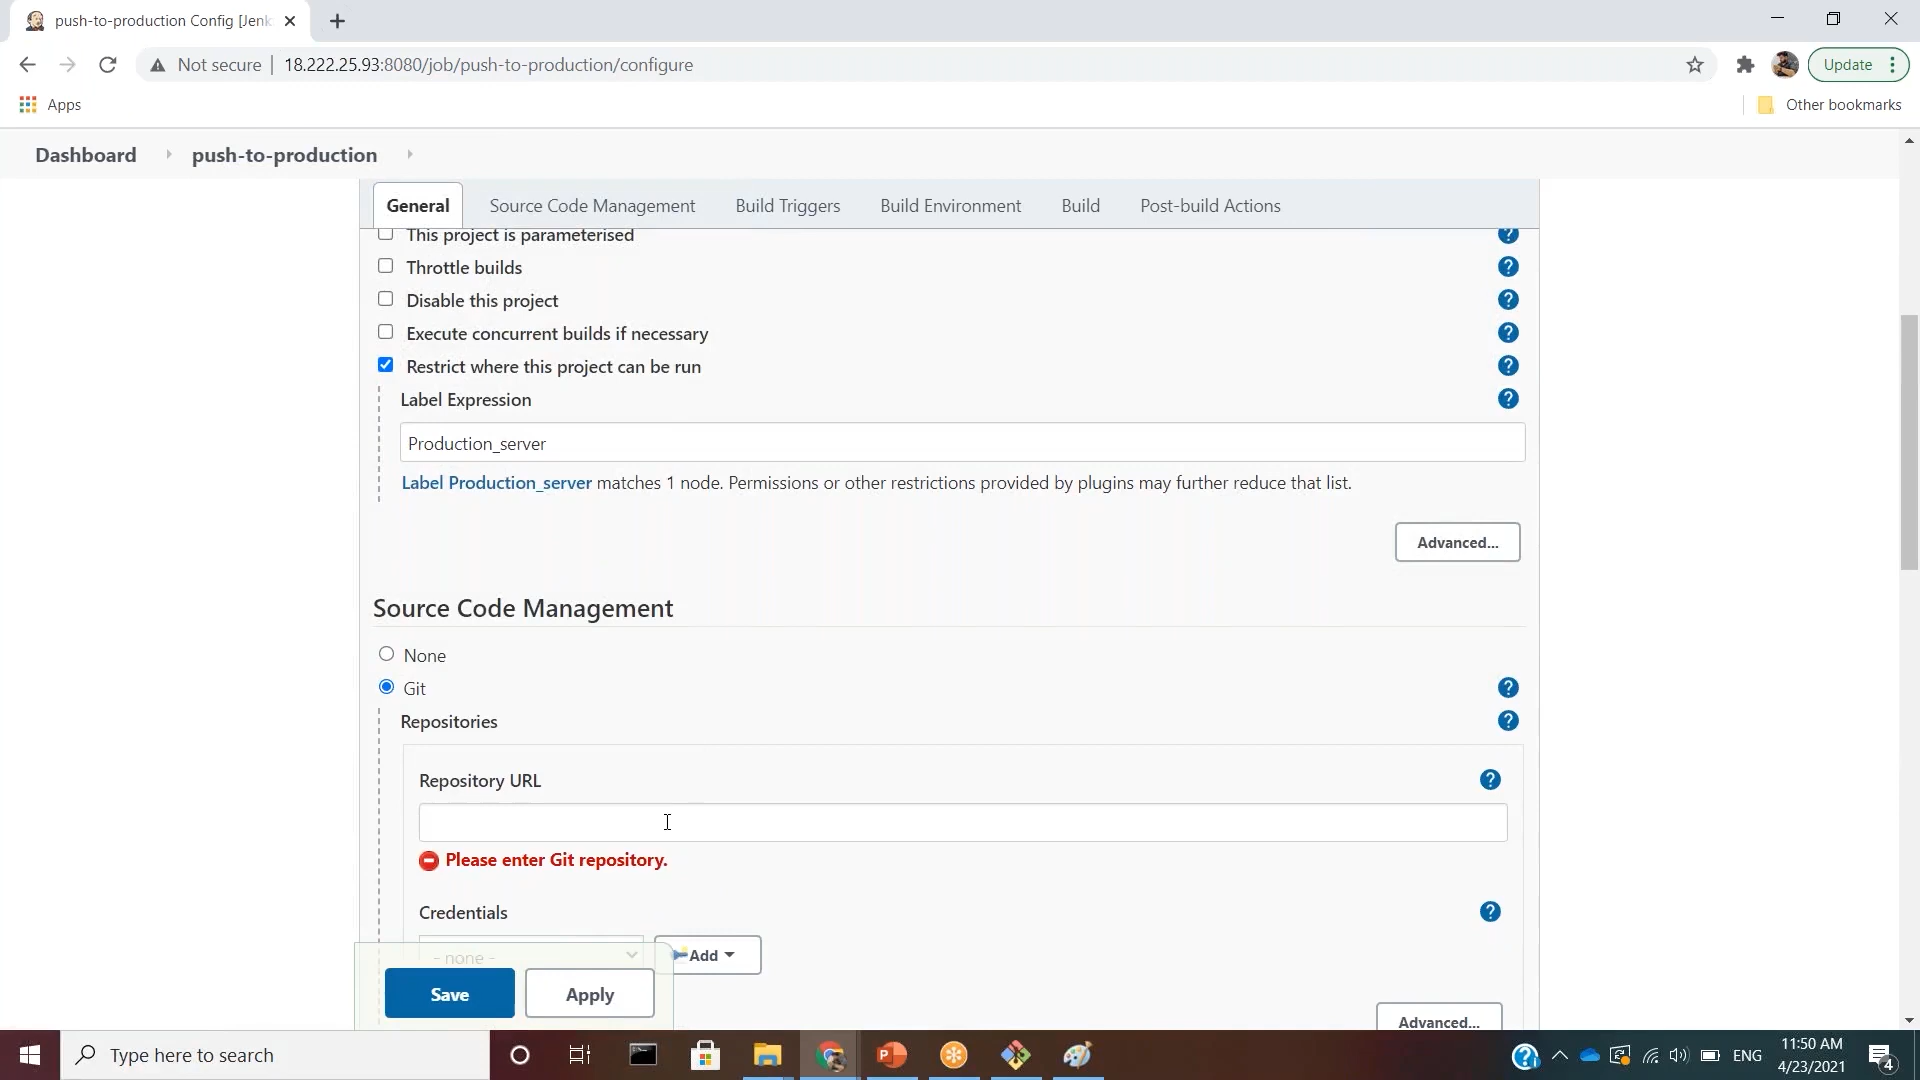 push-to-production Config [Jenk
Not secure
18.222.25.93:8080/job/push-to-production/configure
Update
Apps
Other bookmarks
Dashboard
push-to-production
General
Source Code Management
Build Triggers
Build Environment
Build
Post-build Actions
This project is parameterised
Throttle builds
Disable this project
Execute concurrent builds if necessary
Restrict where this project can be run
Label Expression
Production_server
Label Production_server matches 1 node. Permissions or other restrictions provided by plugins may further reduce that list.
Advanced...
Source Code Management
None
Git
Repositories
Repository URL
Please enter Git repository.
Credentials
- none -
Add
Save
Apply
Advanced...
Type here to search
ENG
11:50 AM
4/23/2021
4